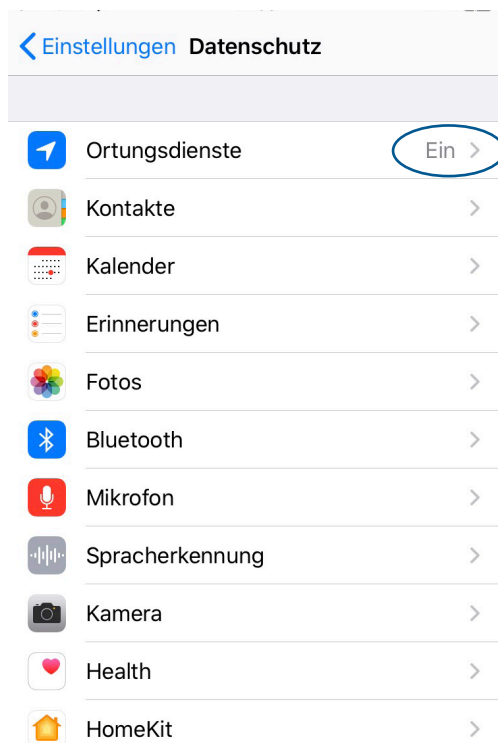 Einstellungen Datenschutz
Ortungsdienste Ein
Kontakte
Kalender
Erinnerungen
Fotos
Bluetooth
Mikrofon
Spracherkennung
Kamera
Health
HomeKit